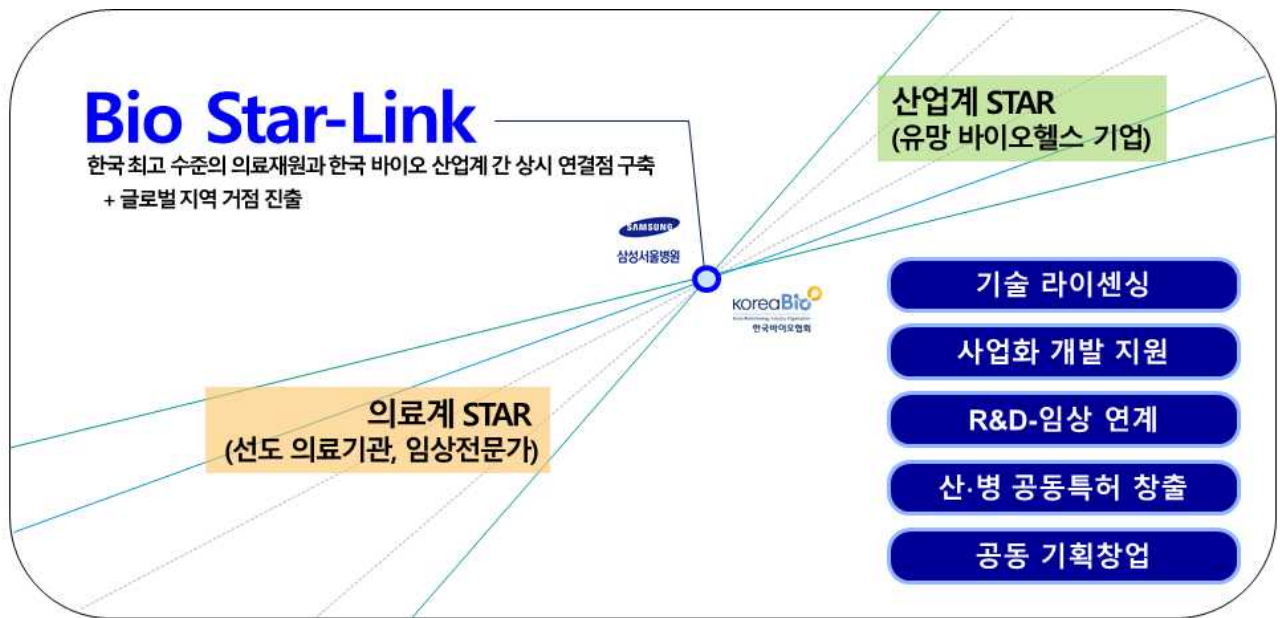 Bio Star-Link
한국 최고 수준의 의료재원과 한국 바이오 산업계 간 상시 연결점 구축
+ 글로벌 지역 거점 진출
산업계 STAR
(유망 바이오헬스 기업)
SAMSUNG
삼성서울병원
KoreaBio
한국바이오협회
의료계 STAR
(선도 의료기관, 임상전문가)
기술 라이센싱
사업화 개발 지원
R&D-임상 연계
산·병 공동특허 창출
공동 기획창업